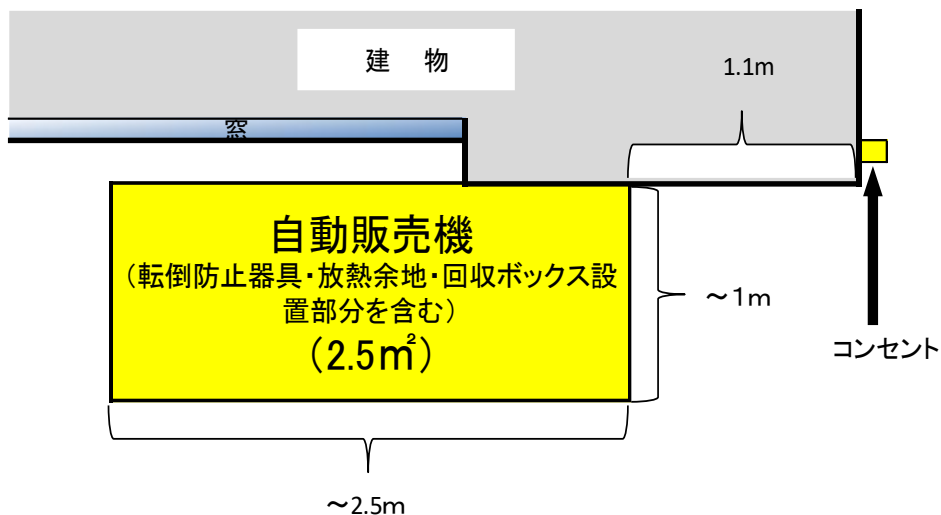 建　物
1.1m
窓
自動販売機
（転倒防止器具・放熱余地・回収ボックス設
置部分を含む）
（2.5㎡）
～1m
コンセント
～2.5m